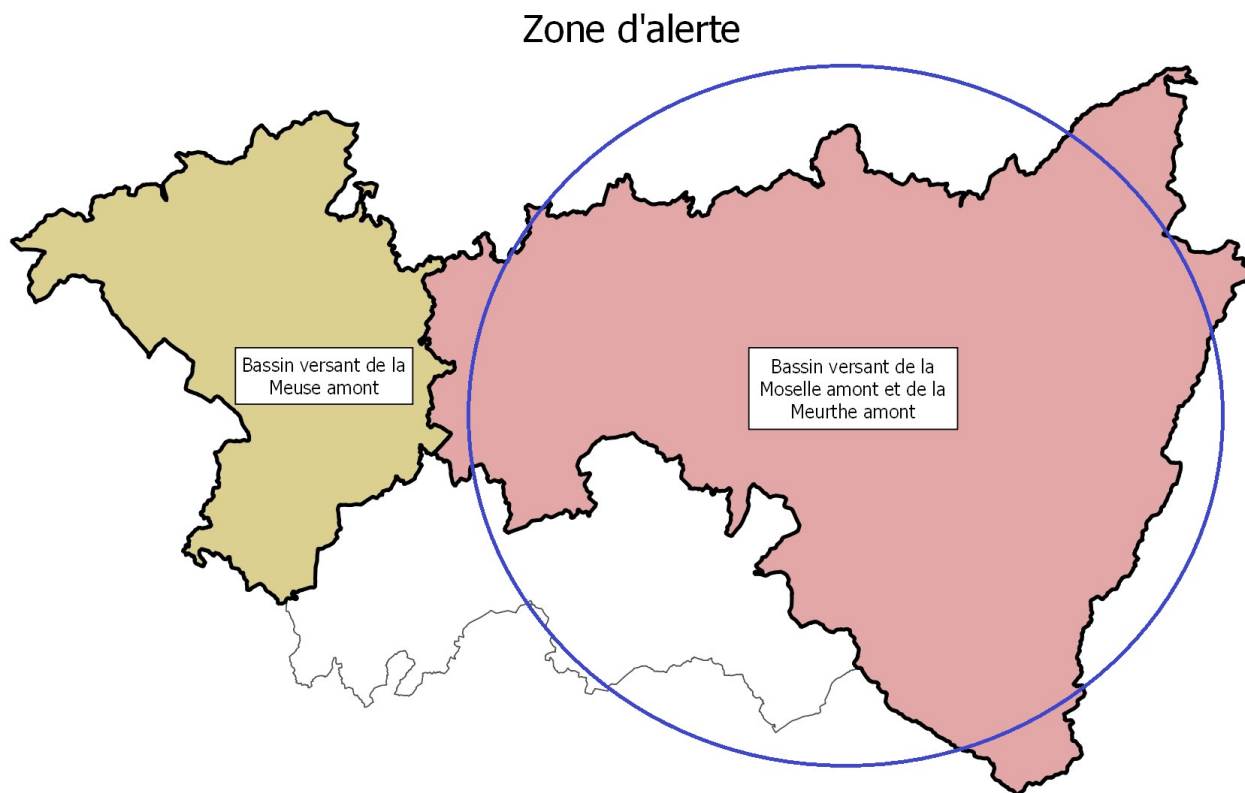 Zone d'alerte
Bassin versant de la
Meuse amont
Bassin versant de la
Moselle amont et de la
Meurthe amont